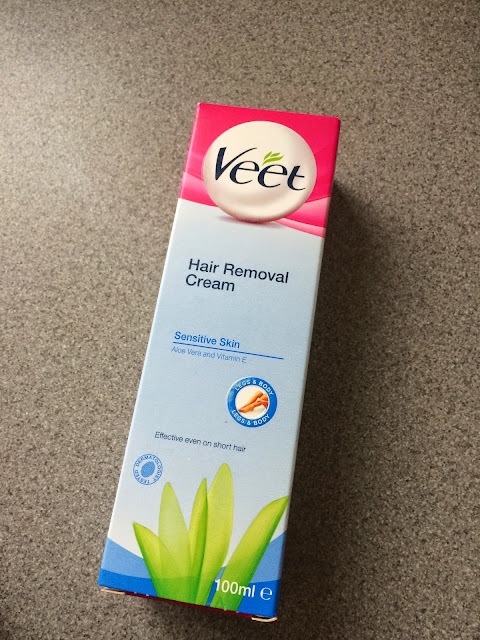 Veet
Hair Removal
Cream
Sensitive Skin
Aloe Vera and Vitamin E
LEGS & BODY
LEGS & BODY
Effective even on short hair
DERMATOLOGIST
TESTED
100ml e